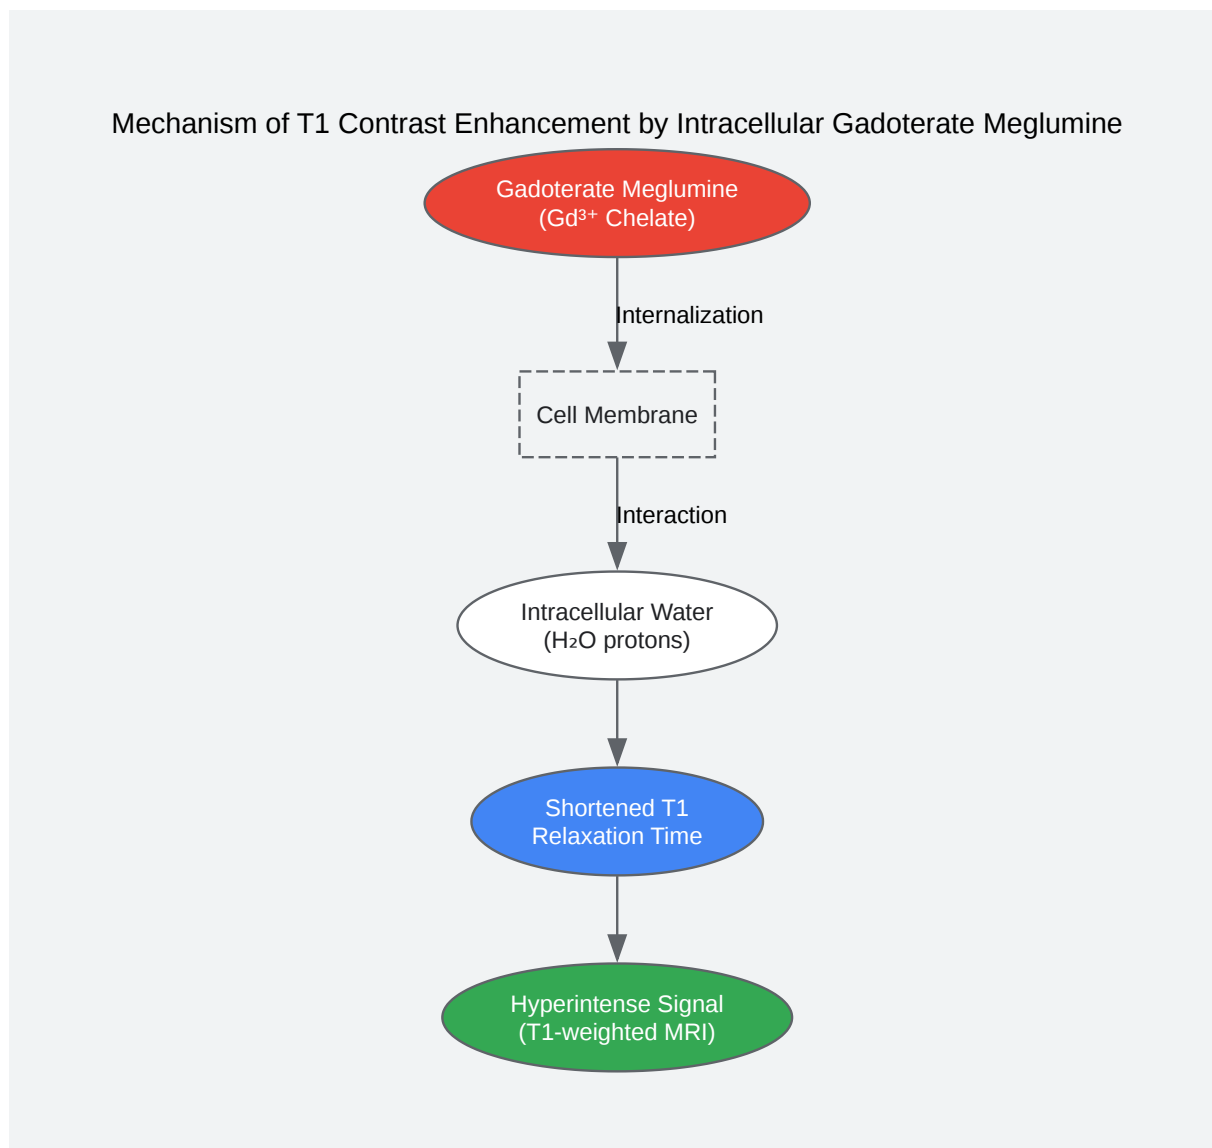 Mechanism of T1 Contrast Enhancement by Intracellular Gadoterate Meglumine
Gadoterate Meglumine
(Gd³⁺ Chelate)
Internalization
Cell Membrane
Interaction
Intracellular Water
(H₂O protons)
Shortened T1
Relaxation Time
Hyperintense Signal
(T1-weighted MRI)